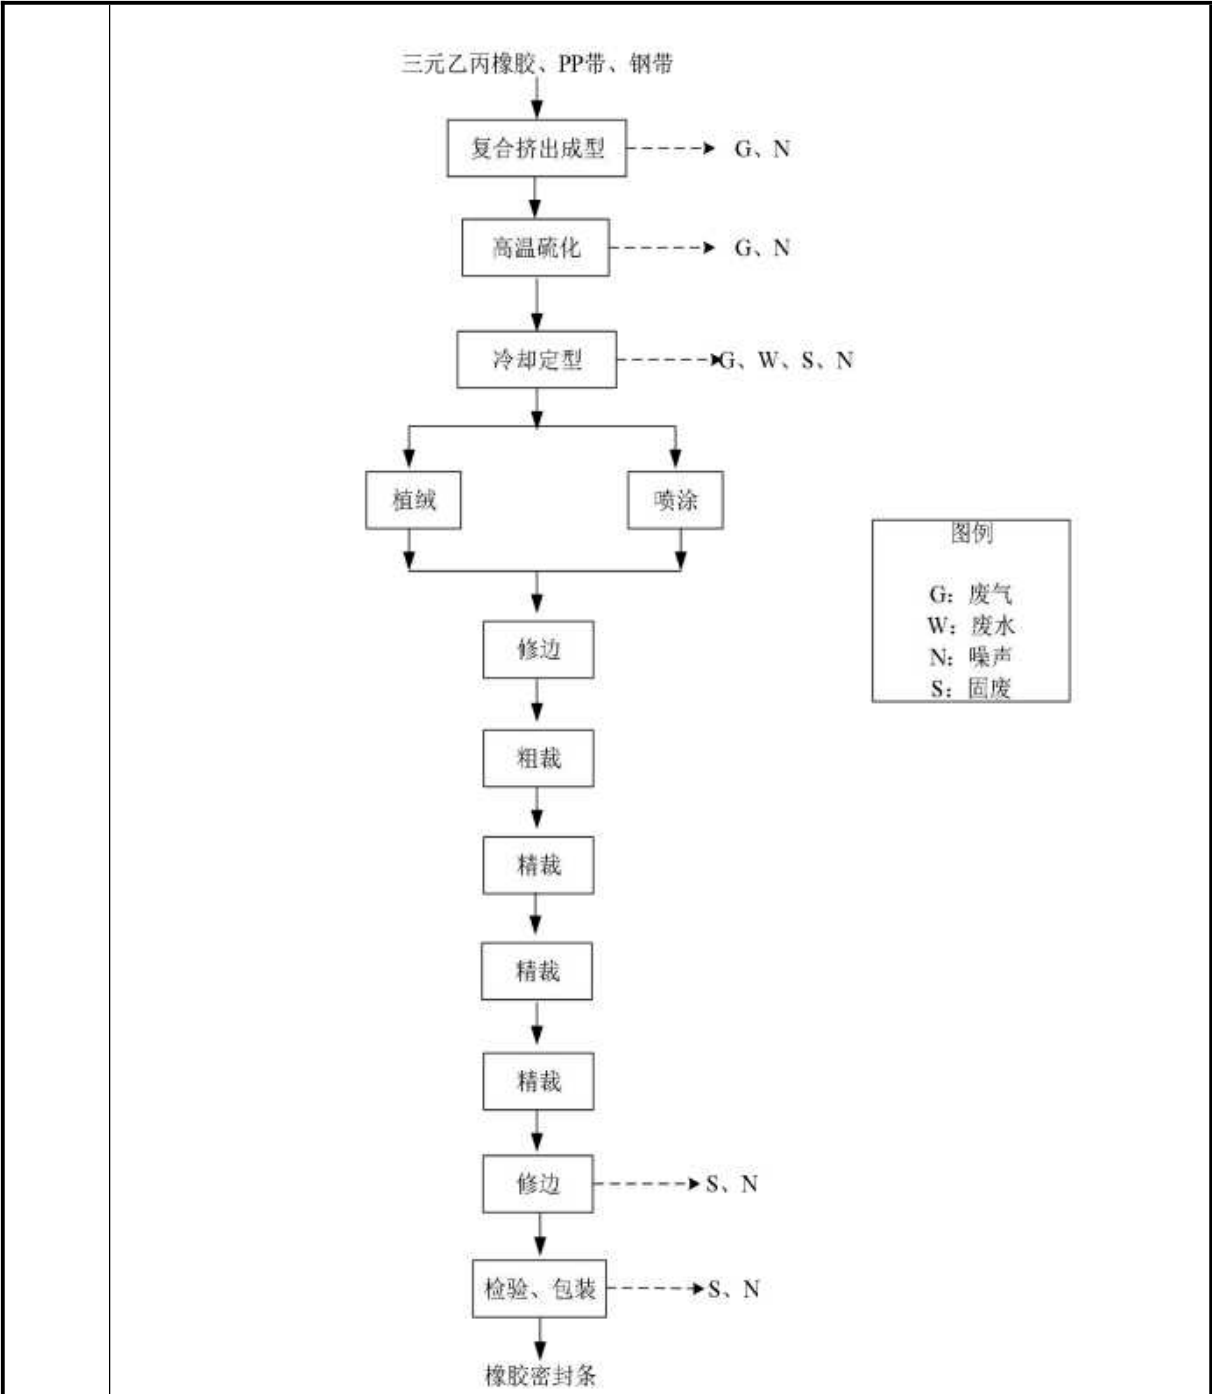 三元乙丙橡胶、PP带、钢带
复合挤出成型
G、N
高温硫化
G、N
冷却定型
G、W、S、N
植绒
喷涂
图例
G：废气
W：废水
N：噪声
S：固废
修边
粗裁
精裁
精裁
精裁
修边
S、N
检验、包装
S、N
橡胶密封条